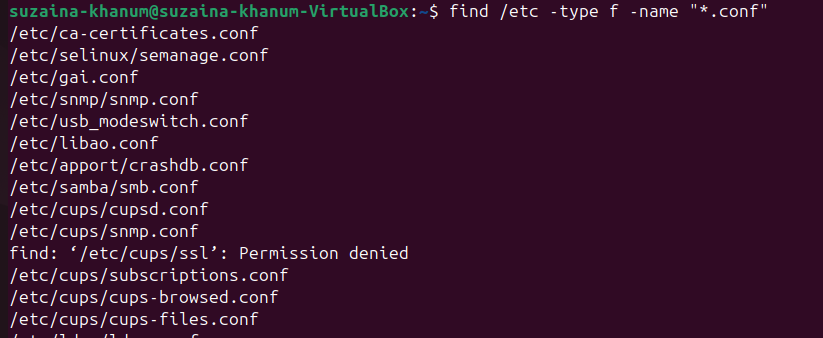 suzaina-khanum@suzaina-khanum-VirtualBox:~$ find /etc -type f -name "*.conf"
/etc/ca-certificates.conf
/etc/selinux/semanage.conf
/etc/gai.conf
/etc/snmp/snmp.conf
/etc/usb_modeswitch.conf
/etc/libao.conf
/etc/apport/crashdb.conf
/etc/samba/smb.conf
/etc/cups/cupsd.conf
/etc/cups/snmp.conf
find: ‘/etc/cups/ssl’: Permission denied
/etc/cups/subscriptions.conf
/etc/cups/cups-browsed.conf
/etc/cups/cups-files.conf